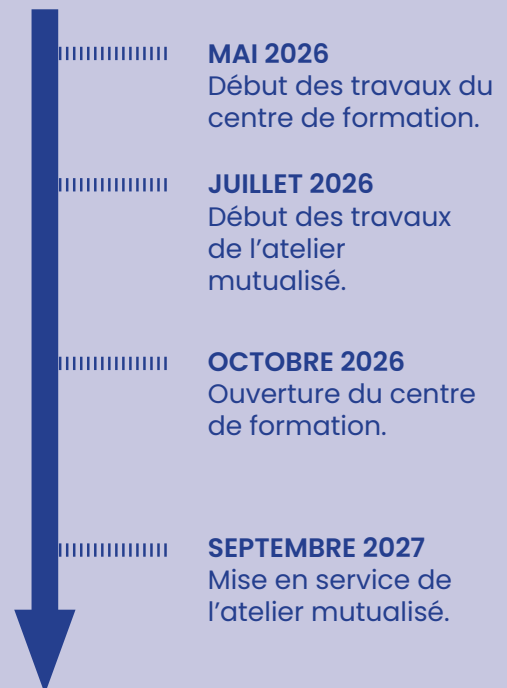 MAI 2026
Début des travaux du
centre de formation.
JUILLET 2026
Début des travaux
de l’atelier
mutualisé.
OCTOBRE 2026
Ouverture du centre
de formation.
SEPTEMBRE 2027
Mise en service de
l’atelier mutualisé.